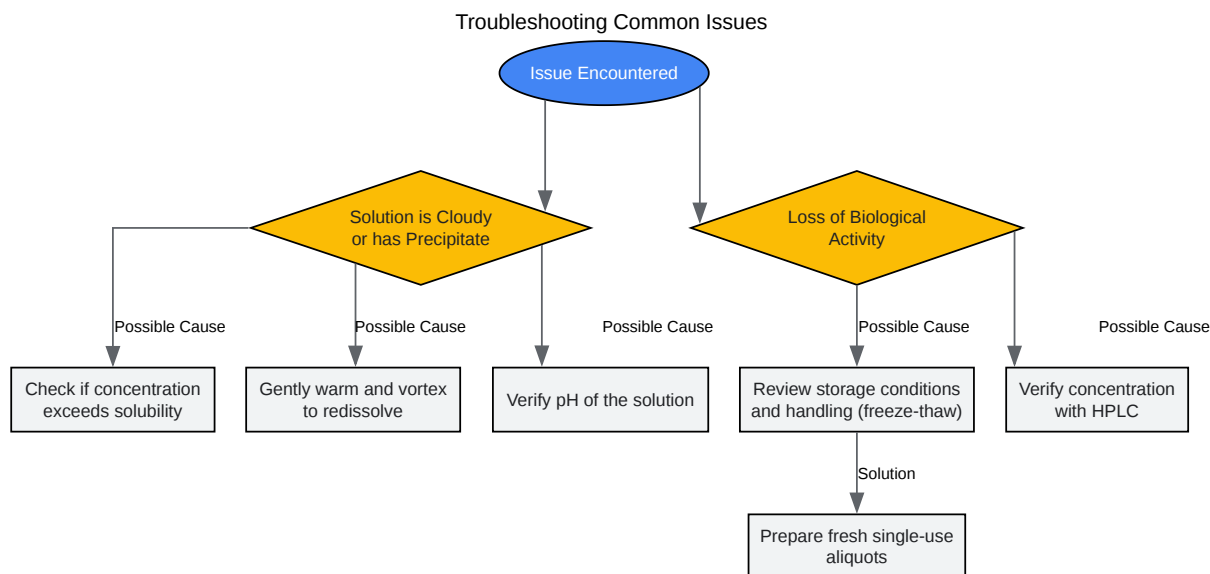 Troubleshooting Common Issues
Issue Encountered
Solution is Cloudy
or has Precipitate
Loss of Biological
Activity
Possible Cause
Possible Cause
Possible Cause
Possible Cause
Possible Cause
Check if concentration
exceeds solubility
Gently warm and vortex
to redissolve
Verify pH of the solution
Review storage conditions
and handling (freeze-thaw)
Verify concentration
with HPLC
Solution
Prepare fresh single-use
aliquots